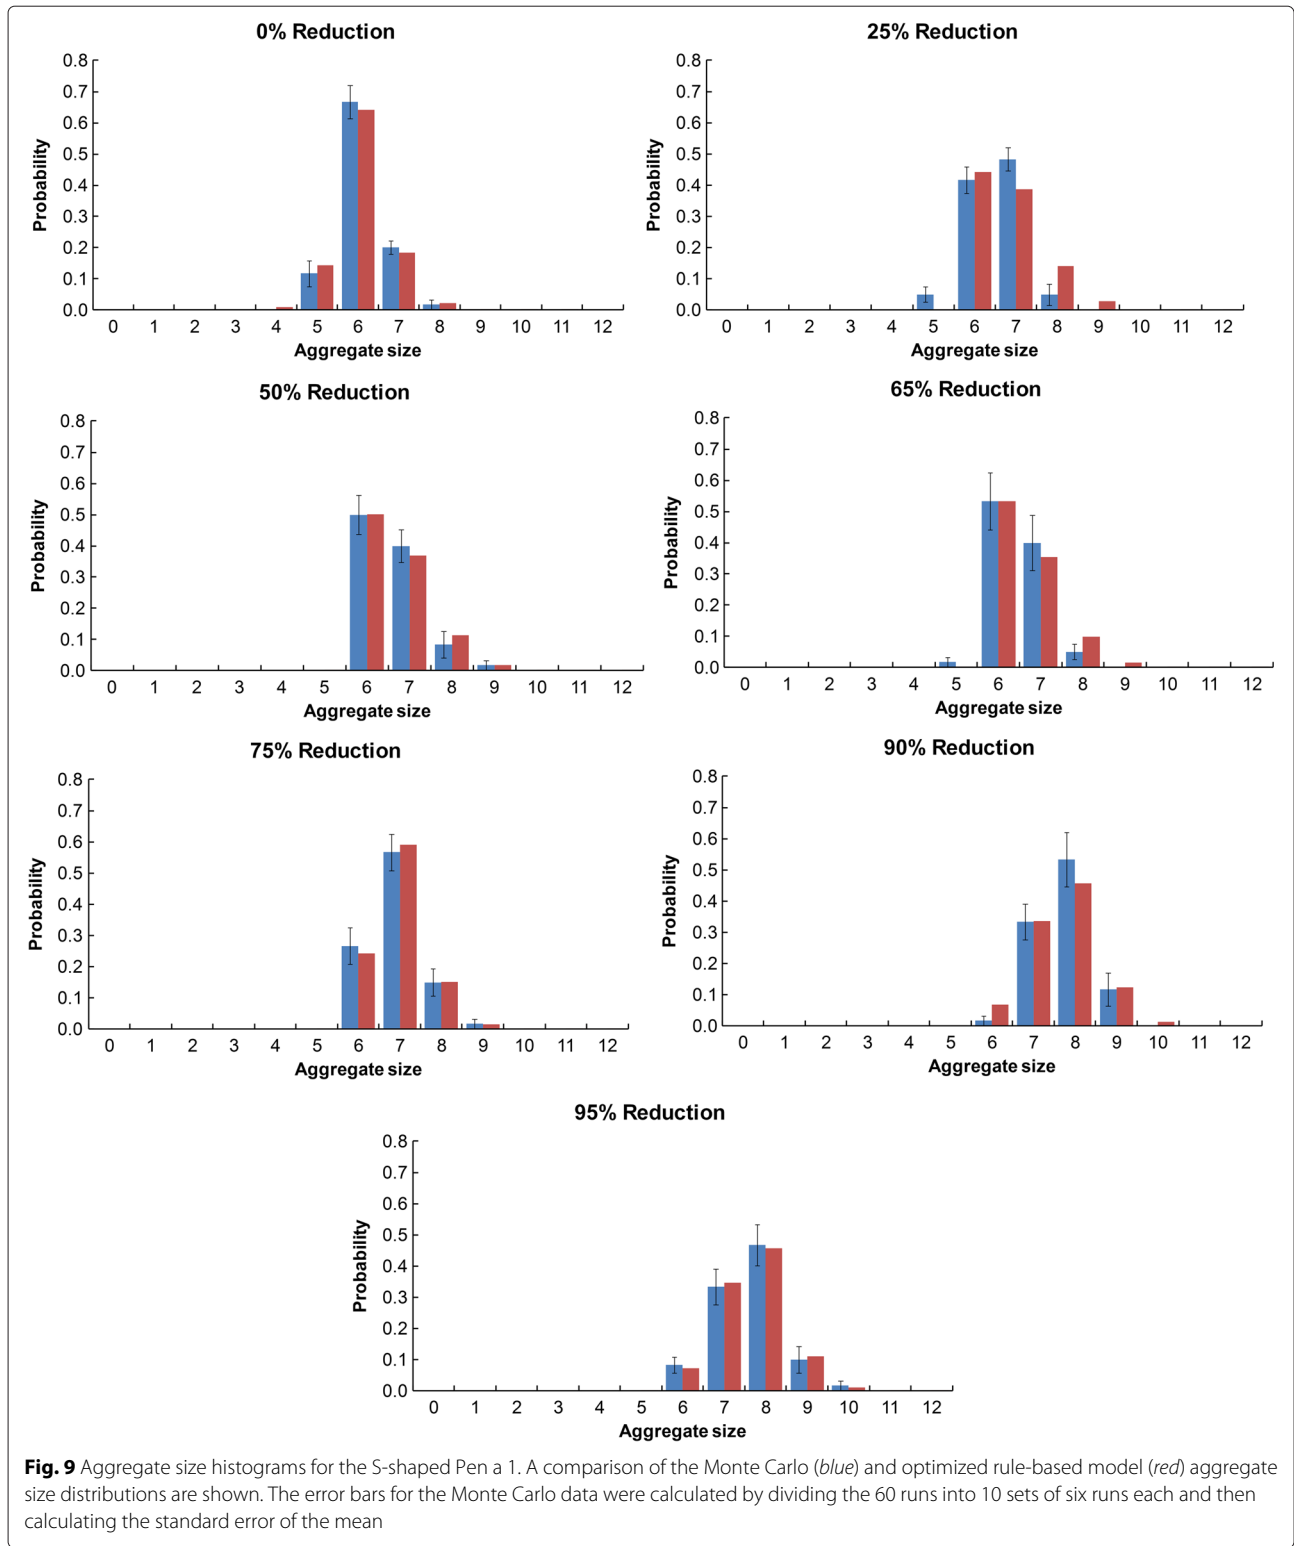 0% Reduction
0.8
0.7
0.6
0.5
0.4
0.3
0.2
0.1
0.0
Probability
0 1 2 3 4 5 6 7 8 9 10 11 12
Aggregate size
25% Reduction
0.8
0.7
0.6
0.5
0.4
0.3
0.2
0.1
0.0
Probability
0 1 2 3 4 5 6 7 8 9 10 11 12
Aggregate size
50% Reduction
0.8
0.7
0.6
0.5
0.4
0.3
0.2
0.1
0.0
Probability
0 1 2 3 4 5 6 7 8 9 10 11 12
Aggregate size
65% Reduction
0.8
0.7
0.6
0.5
0.4
0.3
0.2
0.1
0.0
Probability
0 1 2 3 4 5 6 7 8 9 10 11 12
Aggregate size
75% Reduction
0.8
0.7
0.6
0.5
0.4
0.3
0.2
0.1
0.0
Probability
0 1 2 3 4 5 6 7 8 9 10 11 12
Aggregate size
90% Reduction
0.8
0.7
0.6
0.5
0.4
0.3
0.2
0.1
0.0
Probability
0 1 2 3 4 5 6 7 8 9 10 11 12
Aggregate size
95% Reduction
0.8
0.7
0.6
0.5
0.4
0.3
0.2
0.1
0.0
Probability
0 1 2 3 4 5 6 7 8 9 10 11 12
Aggregate size
Fig. 9 Aggregate size histograms for the S-shaped Pen a 1. A comparison of the Monte Carlo (blue) and optimized rule-based model (red) aggregate
size distributions are shown. The error bars for the Monte Carlo data were calculated by dividing the 60 runs into 10 sets of six runs each and then
calculating the standard error of the mean